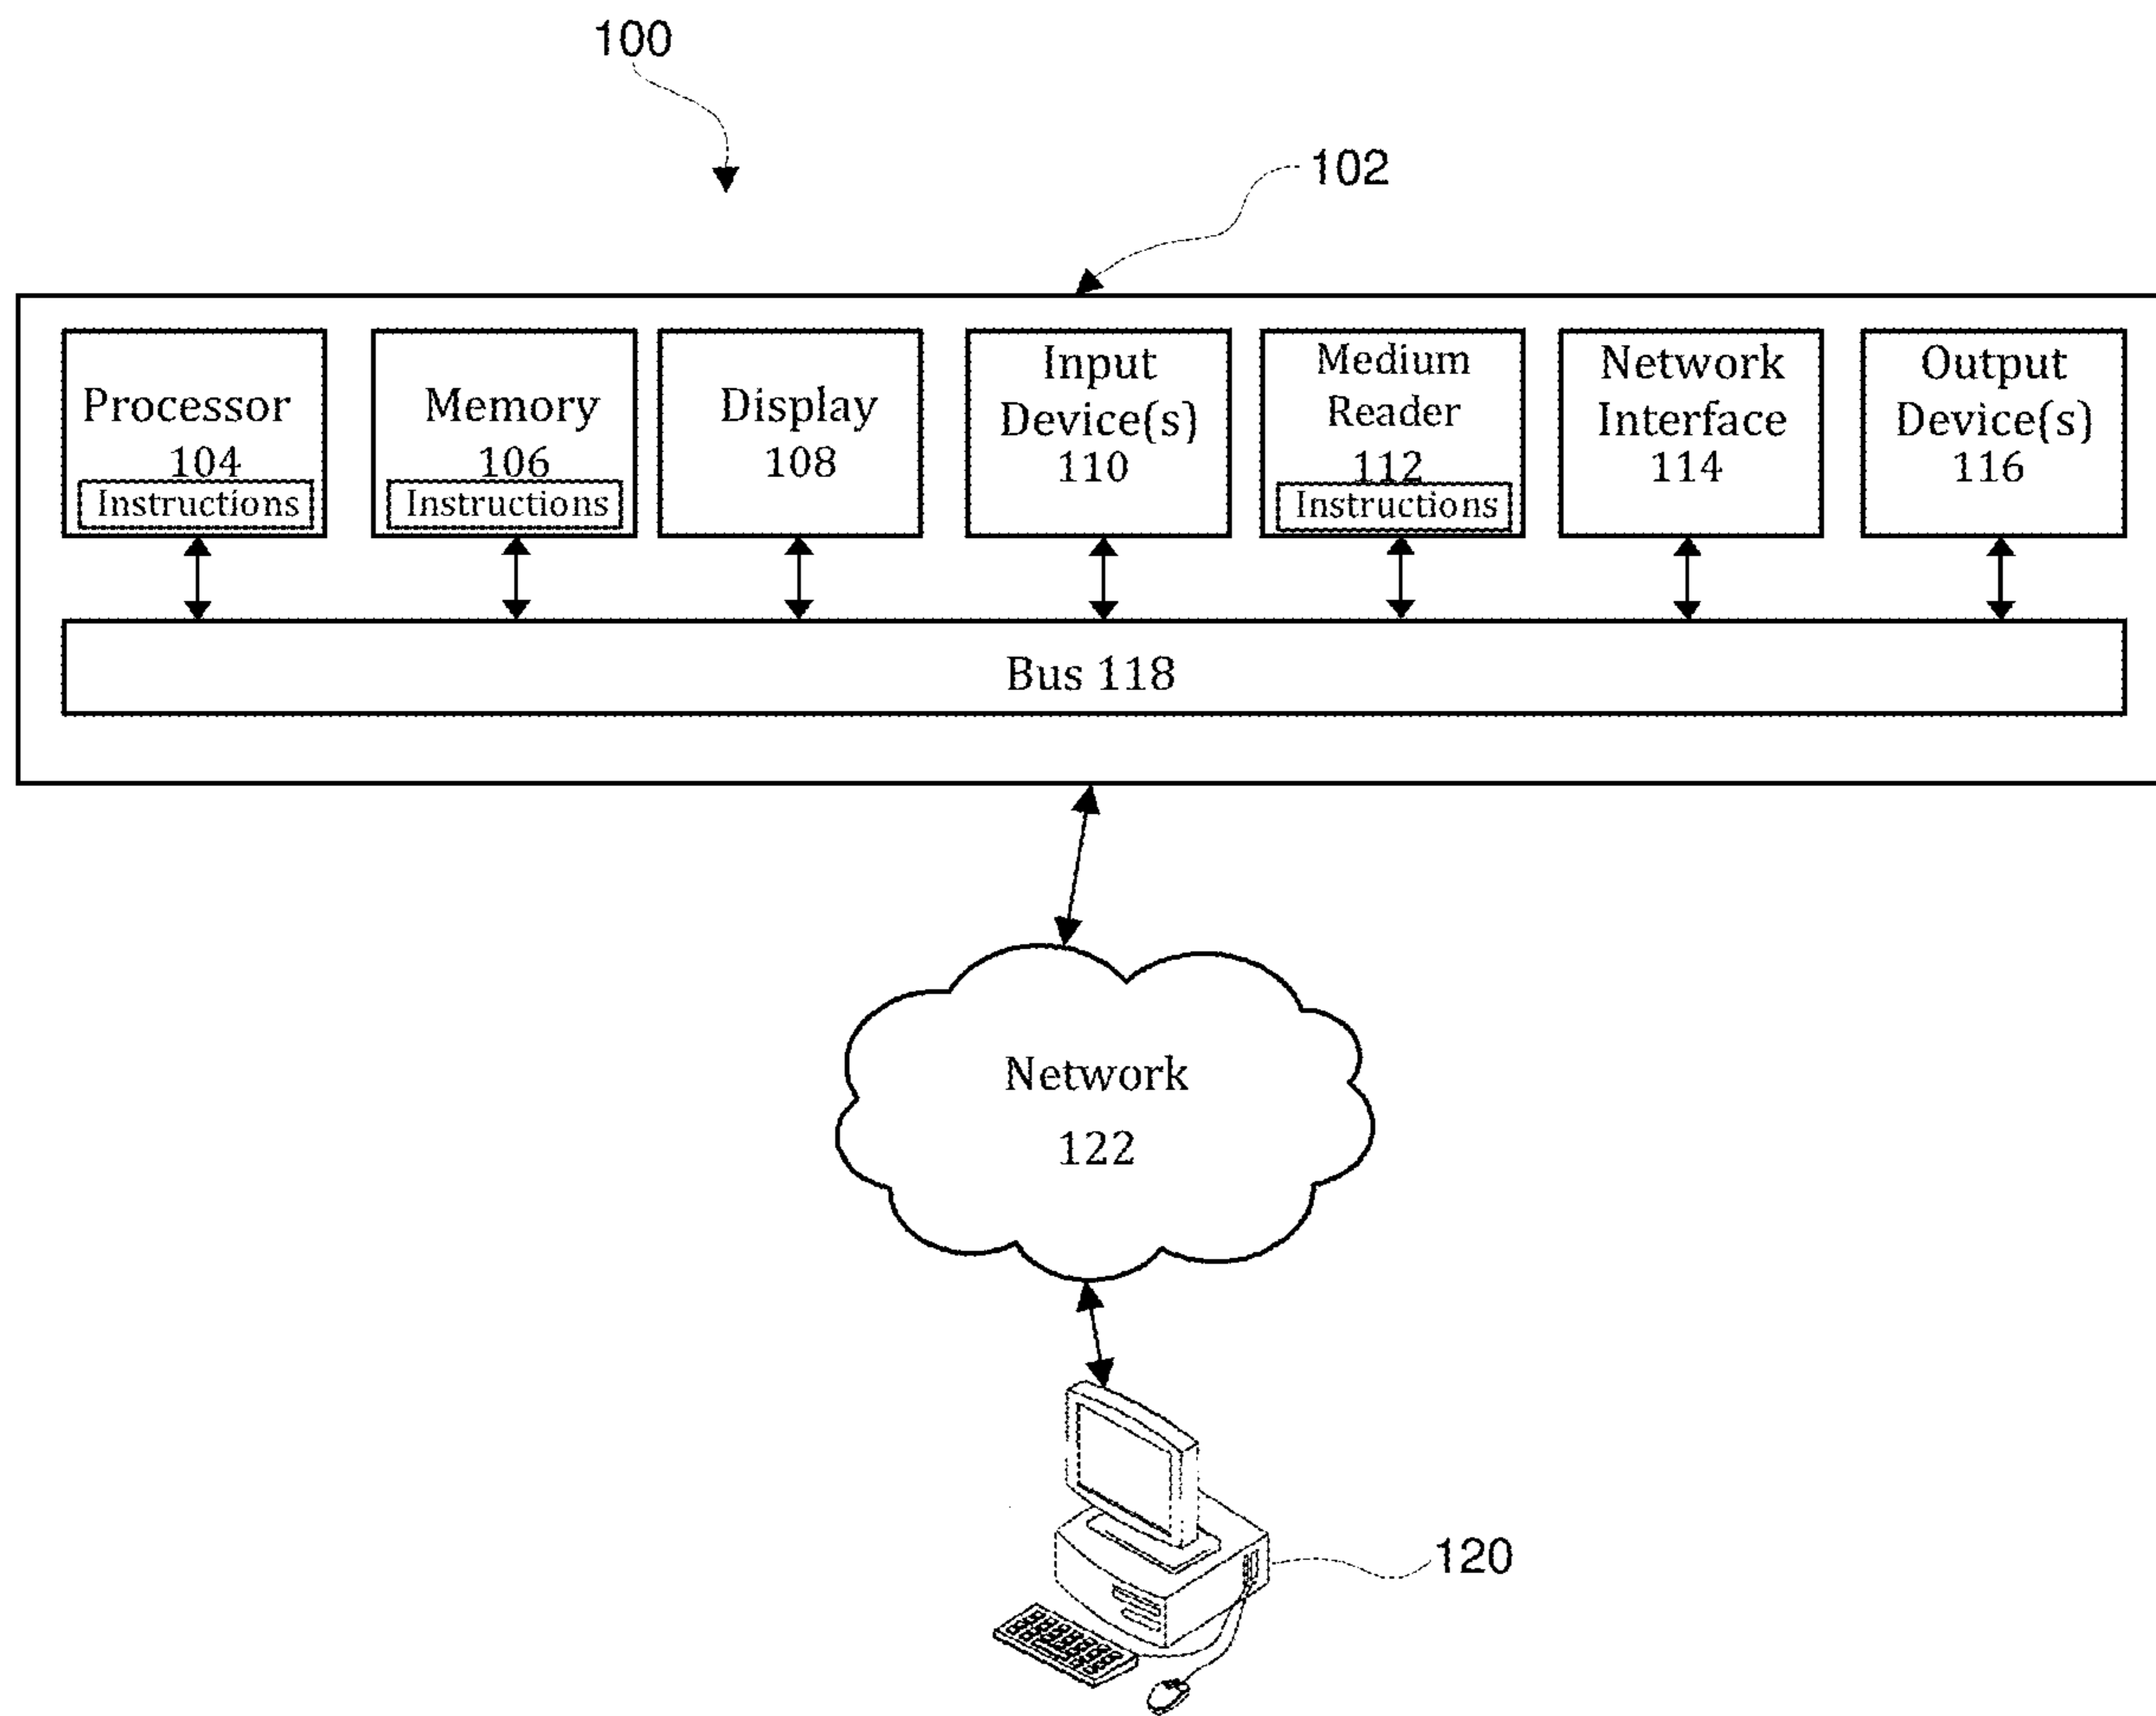 100
102
Processor
104
Instructions
Memory
106
Instructions
Display
108
Input
Device(s)
110
Medium
Reader
112
Instructions
Network
Interface
114
Output
Device(s)
116
Bus 118
Network
122
120